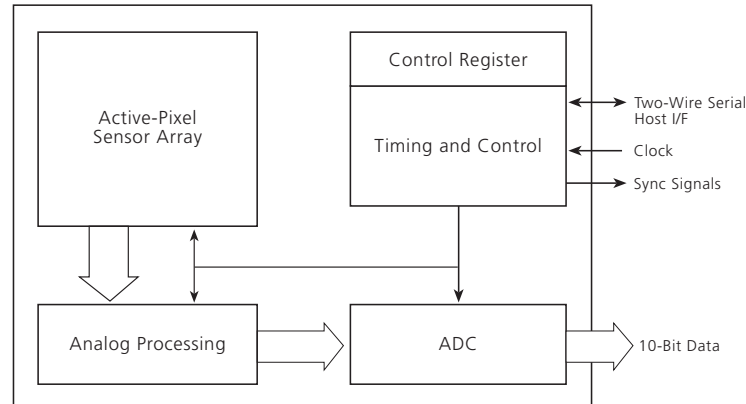 Active-Pixel
Sensor Array
Control Register
Timing and Control
Two-Wire Serial
Host I/F
Clock
Sync Signals
Analog Processing
ADC
10-Bit Data